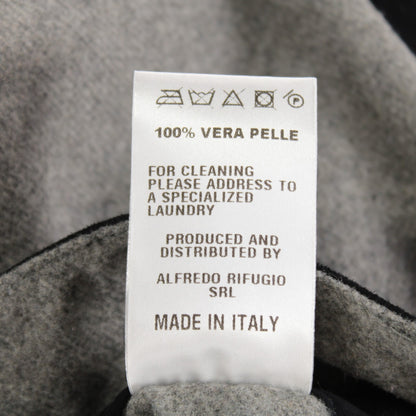 100% VERA PELLE
FOR CLEANING
PLEASE ADDRESS TO
A SPECIALIZED
LAUNDRY
PRODUCED AND
DISTRIBUTED BY
ALFREDO RIFUGIO
SRL
MADE IN ITALY